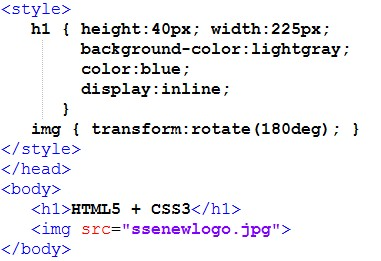 <style>
h1 { height:40px; width:225px;
background-color:lightgray;
color:blue;
display:inline;
}
img { transform:rotate(180deg); }
</style>
</head>
<body>
<h1>HTML5 + CSS3</h1>
<img src="ssenewlogo.jpg">
</body>